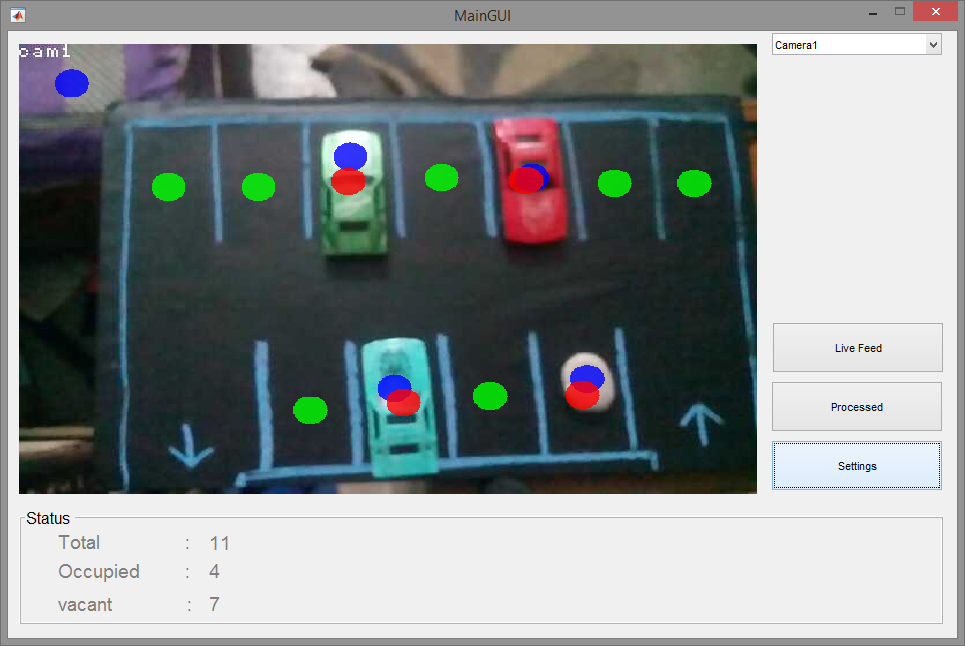 MainGUI
cam1
Camera1
Live Feed
Processed
Settings
Status
Total : 11
Occupied : 4
vacant : 7